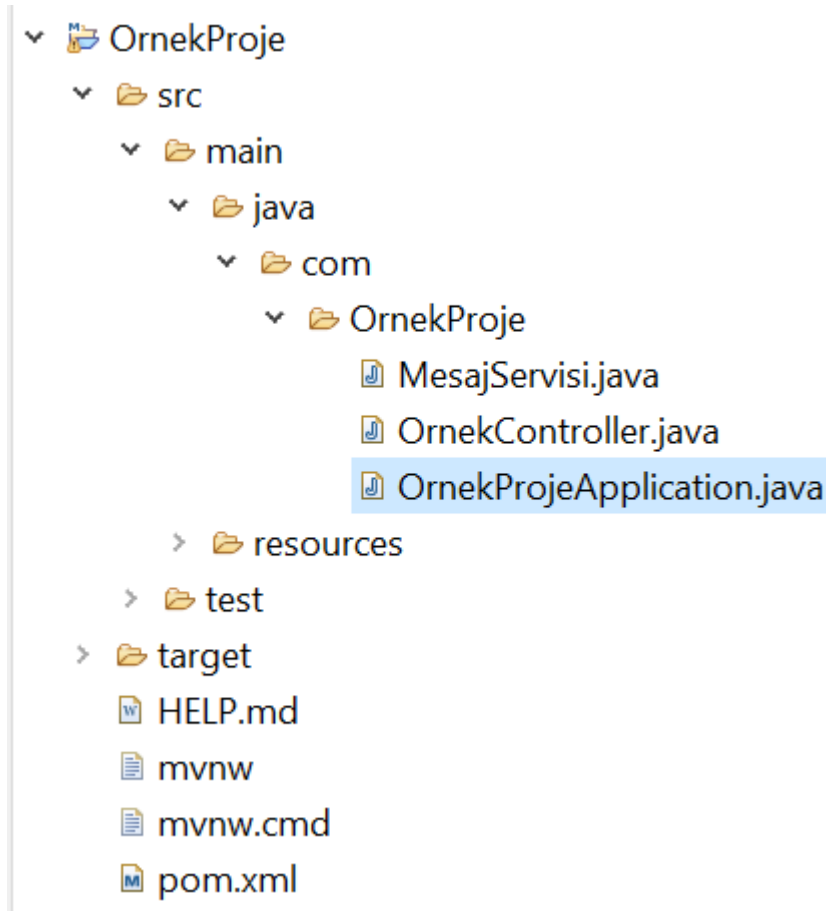 OrnekProje
src
main
java
com
OrnekProje
MesajServisi.java
OrnekController.java
OrnekProjeApplication.java
resources
test
target
HELP.md
mvnw
mvnw.cmd
pom.xml